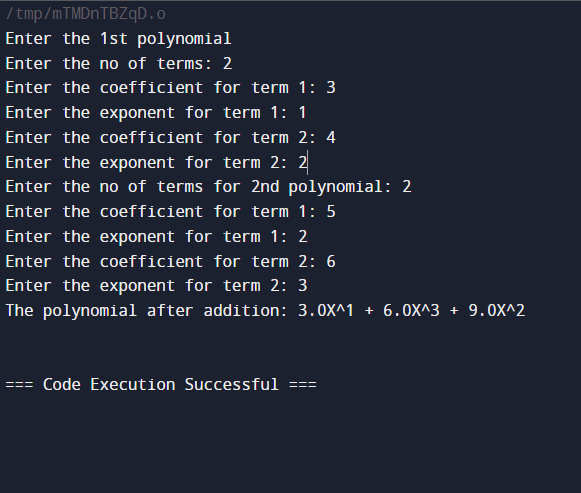 /tmp/mTMDnTBZqD.o
Enter the 1st polynomial
Enter the no of terms: 2
Enter the coefficient for term 1: 3
Enter the exponent for term 1: 1
Enter the coefficient for term 2: 4
Enter the exponent for term 2: 2
Enter the no of terms for 2nd polynomial: 2
Enter the coefficient for term 1: 5
Enter the exponent for term 1: 2
Enter the coefficient for term 2: 6
Enter the exponent for term 2: 3
The polynomial after addition: 3.0X^1 + 6.0X^3 + 9.0X^2
=== Code Execution Successful ===